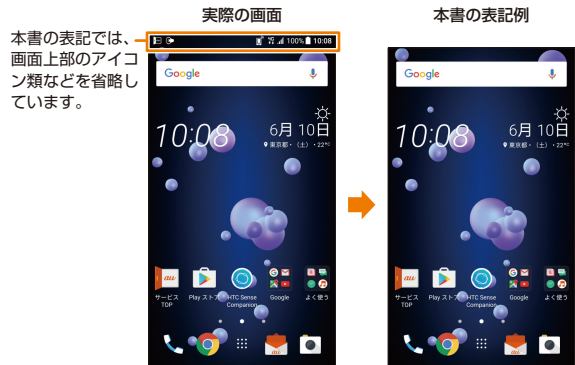 実際の画面
本書の表記例
本書の表記では、
画面上部のアイコ
ン類などを省略し
ています。
100% 10:08
Google
10:08
6月 10日
東京都・（土）・22℃
au
サービス
TOP
Play ストア
HTC Sense
Companion
Google
よく使う
Google
10:08
6月 10日
東京都・（土）・22℃
au
サービス
TOP
Play ストア
HTC Sense
Companion
Google
よく使う